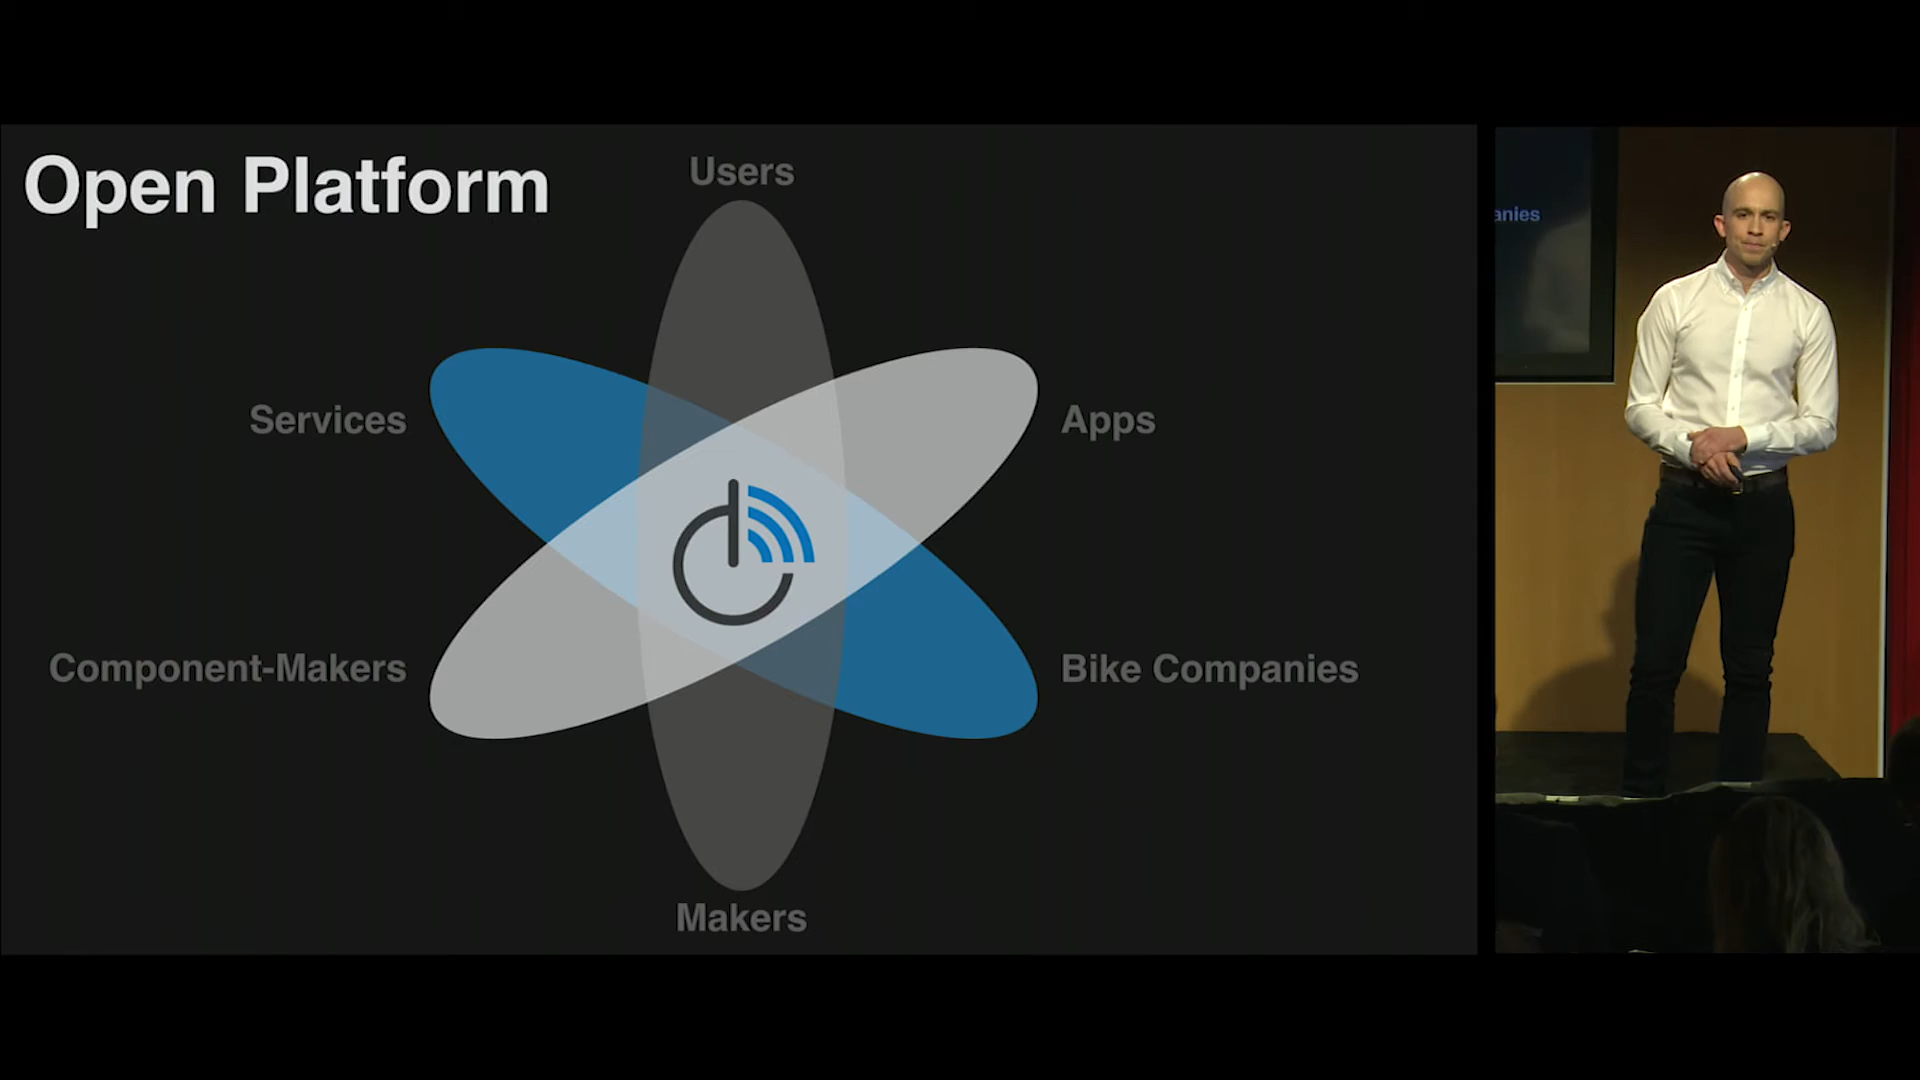 Open Platform
Users
Services
Apps
Component-Makers
Bike Companies
Makers
anies